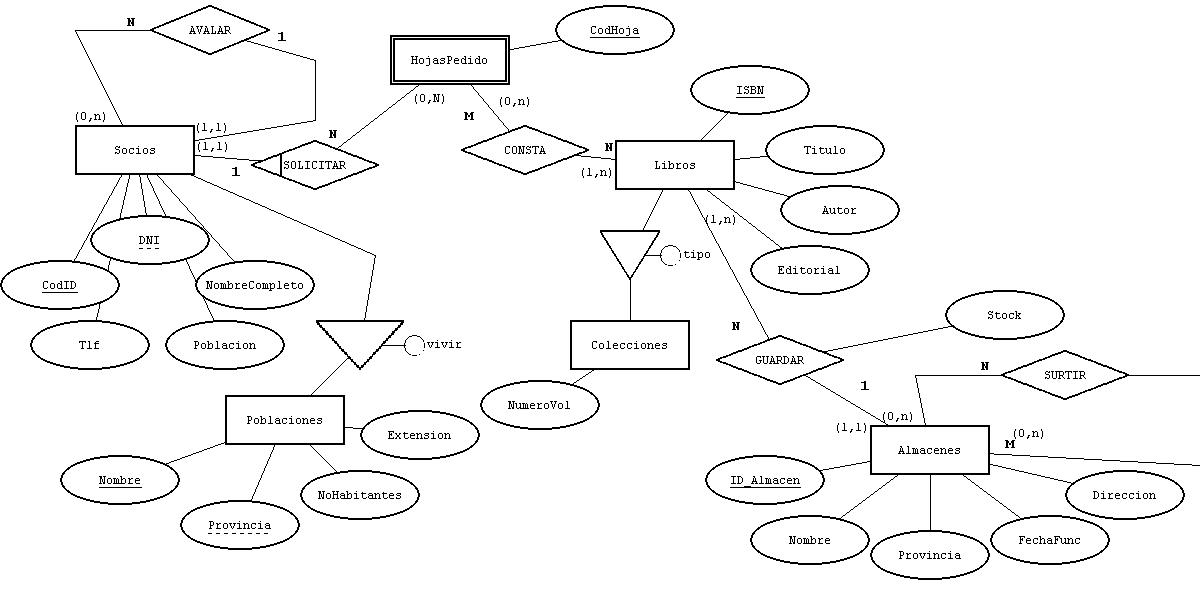 N
AVALAR
1
CodHoja
HojasPedido
ISBN
(0,N)
(0,n)
(0,n)
M
(1,1)
N
Socios
(1,1)
1
SOLICITAR
CONSTA
N
(1,n)
Libros
Titulo
Autor
(1,n)
Editorial
DNI
CodID
NombreCompleto
Tlf
Poblacion
tipo
vivir
Colecciones
NumeroVol
N
GUARDAR
Stock
1
N
SURTIR
(0,n)
(1,1)
M
(0,n)
Almacenes
Poblaciones
Extension
Nombre
NoHabitantes
Provincia
ID_Almacen
Direccion
Nombre
Provincia
FechaFunc